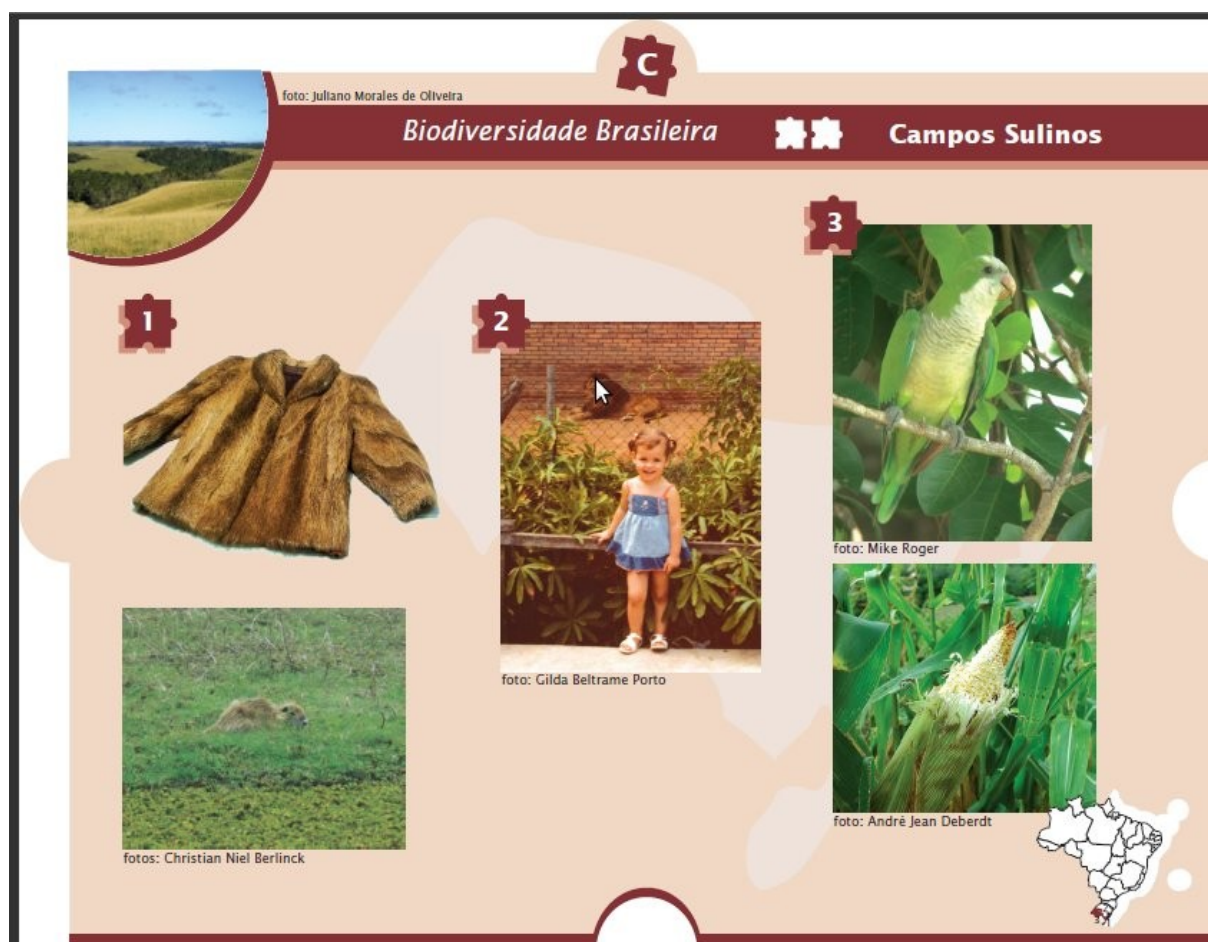 C
foto: Juliano Morales de Oliveira
Biodiversidade Brasileira Campos Sulinos
1
2
3
foto: Mike Roger
foto: Gilda Beltrame Porto
foto: André Jean Deberdt
fotos: Christian Niel Berlinck